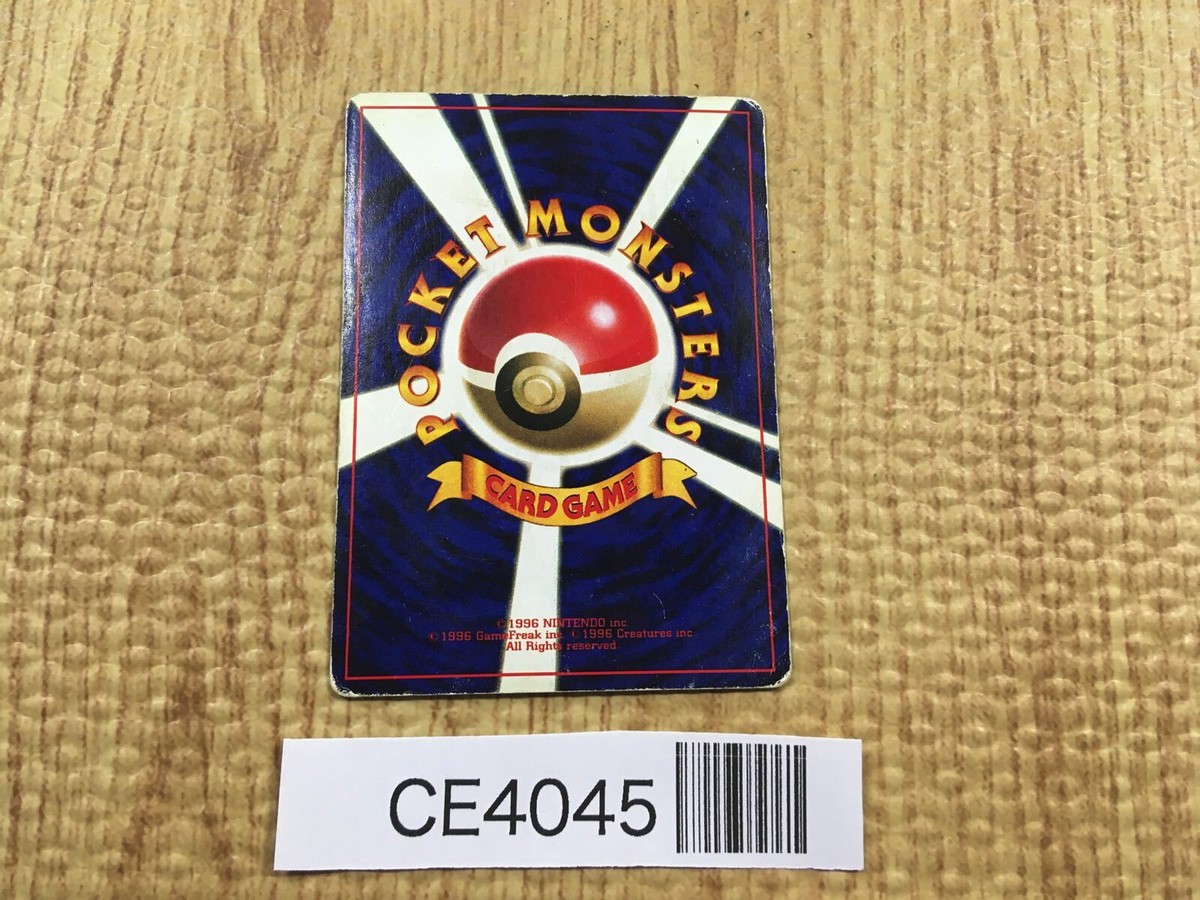 POCKET MONSTERS
CARD GAME
©1996 NINTENDO inc.
©1996 GameFreak inc. ©1996 Creatures inc
All Rights reserved
CE4045